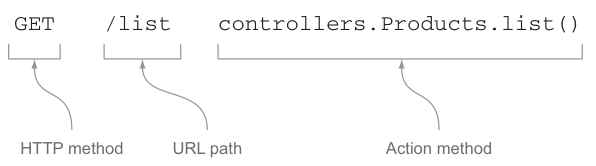 GET /list controllers.Products.list()
HTTP method URL path Action method